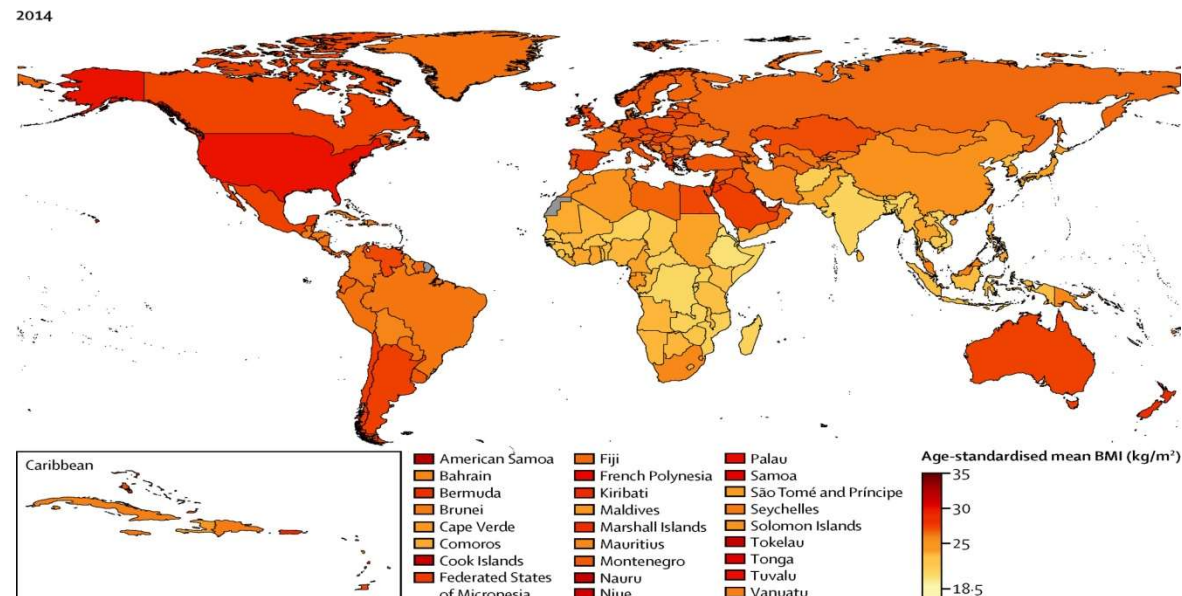 2014
Caribbean
American Samoa
Bahrain
Bermuda
Brunei
Cape Verde
Comoros
Cook Islands
Federated States
of Micronesia
Fiji
French Polynesia
Kiribati
Maldives
Marshall Islands
Mauritius
Montenegro
Nauru
Niue
Palau
Samoa
São Tomé and Príncipe
Seychelles
Solomon Islands
Tokelau
Tonga
Tuvalu
Vanuatu
Age-standardised mean BMI (kg/m²)
35
30
25
18·5